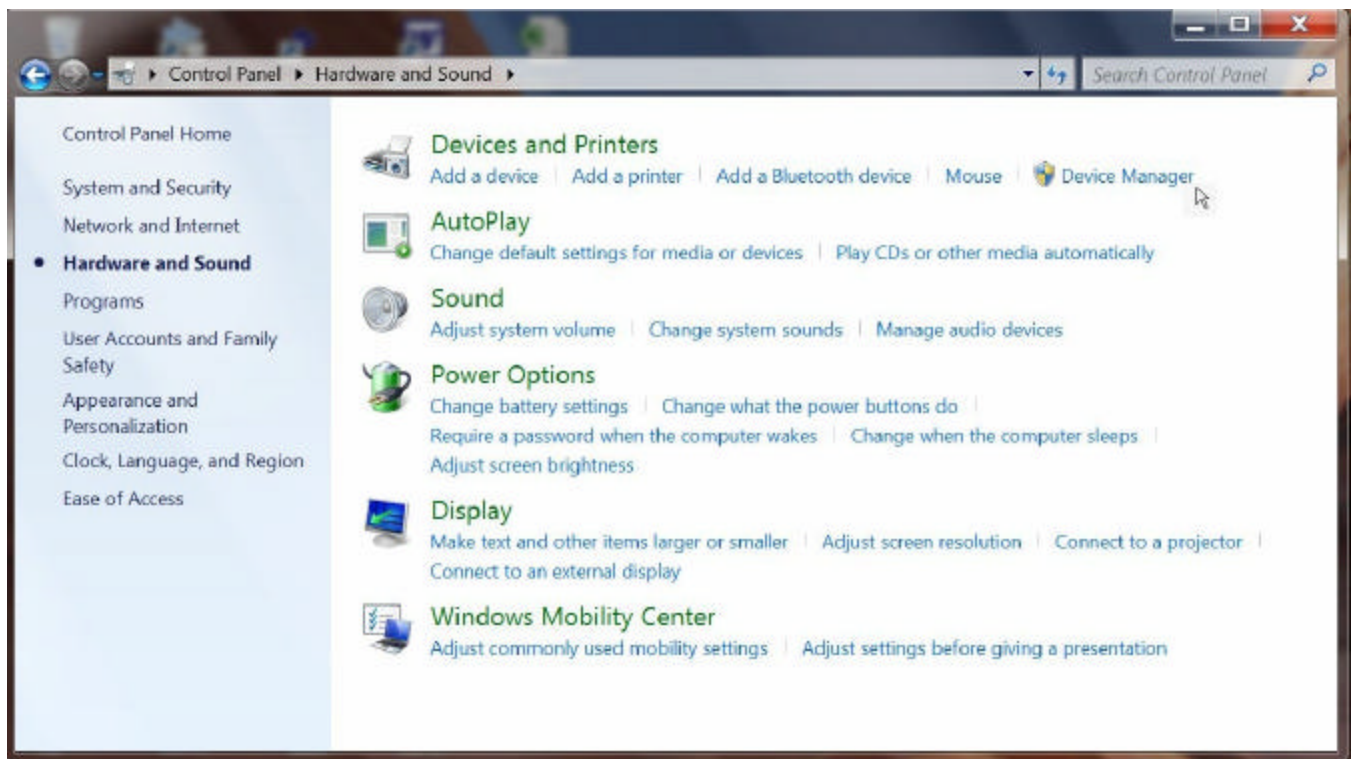 Control Panel Hardware and Sound
Search Control Panel
Control Panel Home
System and Security
Network and Internet
Hardware and Sound
Programs
User Accounts and Family
Safety
Appearance and
Personalization
Clock, Language, and Region
Ease of Access
Devices and Printers
Add a device Add a printer Add a Bluetooth device Mouse Device Manager
AutoPlay
Change default settings for media or devices Play CDs or other media automatically
Sound
Adjust system volume Change system sounds Manage audio devices
Power Options
Change battery settings Change what the power buttons do
Require a password when the computer wakes Change when the computer sleeps
Adjust screen brightness
Display
Make text and other items larger or smaller Adjust screen resolution Connect to a projector
Connect to an external display
Windows Mobility Center
Adjust commonly used mobility settings Adjust settings before giving a presentation